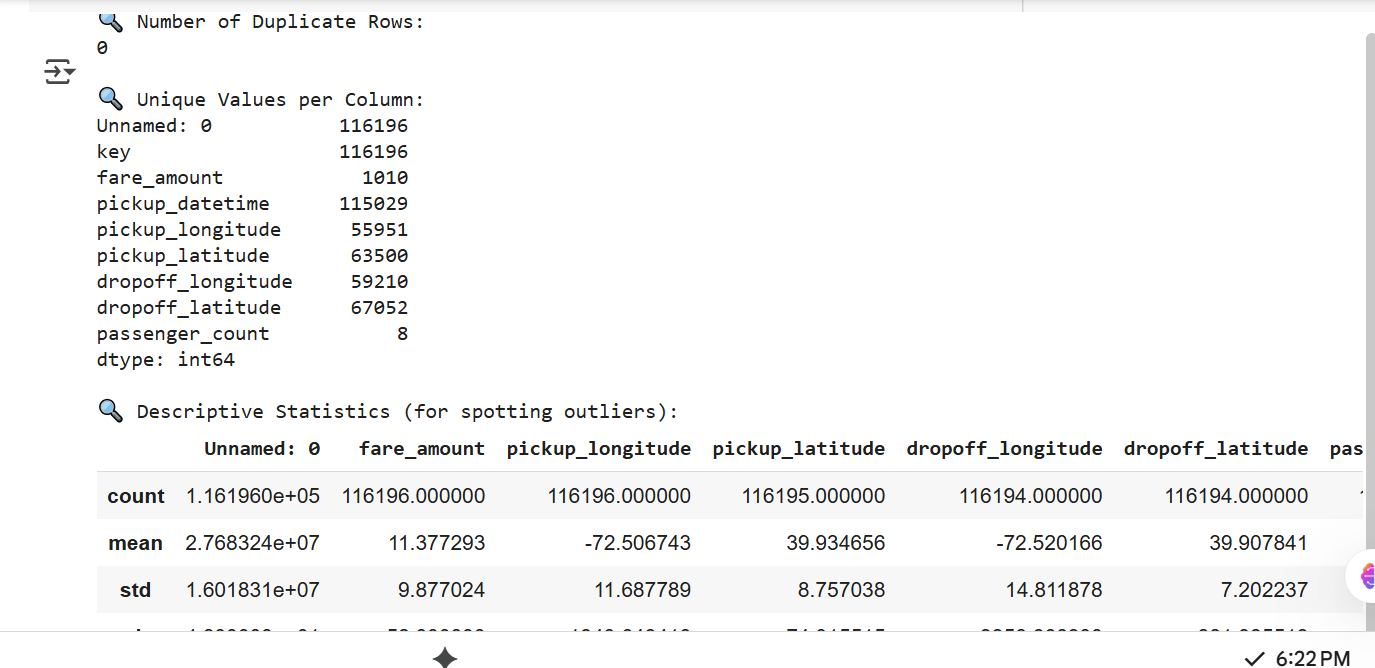 🔍 Number of Duplicate Rows:
0
🔍 Unique Values per Column:
Unnamed: 0 116196
key 116196
fare_amount 1010
pickup_datetime 115029
pickup_longitude 55951
pickup_latitude 63500
dropoff_longitude 59210
dropoff_latitude 67052
passenger_count 8
dtype: int64
🔍 Descriptive Statistics (for spotting outliers):
Unnamed: 0 fare_amount pickup_longitude pickup_latitude dropoff_longitude dropoff_latitude pas
count 1.161960e+05 116196.000000 116196.000000 116195.000000 116194.000000 116194.000000
mean 2.768324e+07 11.377293 -72.506743 39.934656 -72.520166 39.907841
std 1.601831e+07 9.877024 11.687789 8.757038 14.811878 7.202237
✓ 6:22 PM